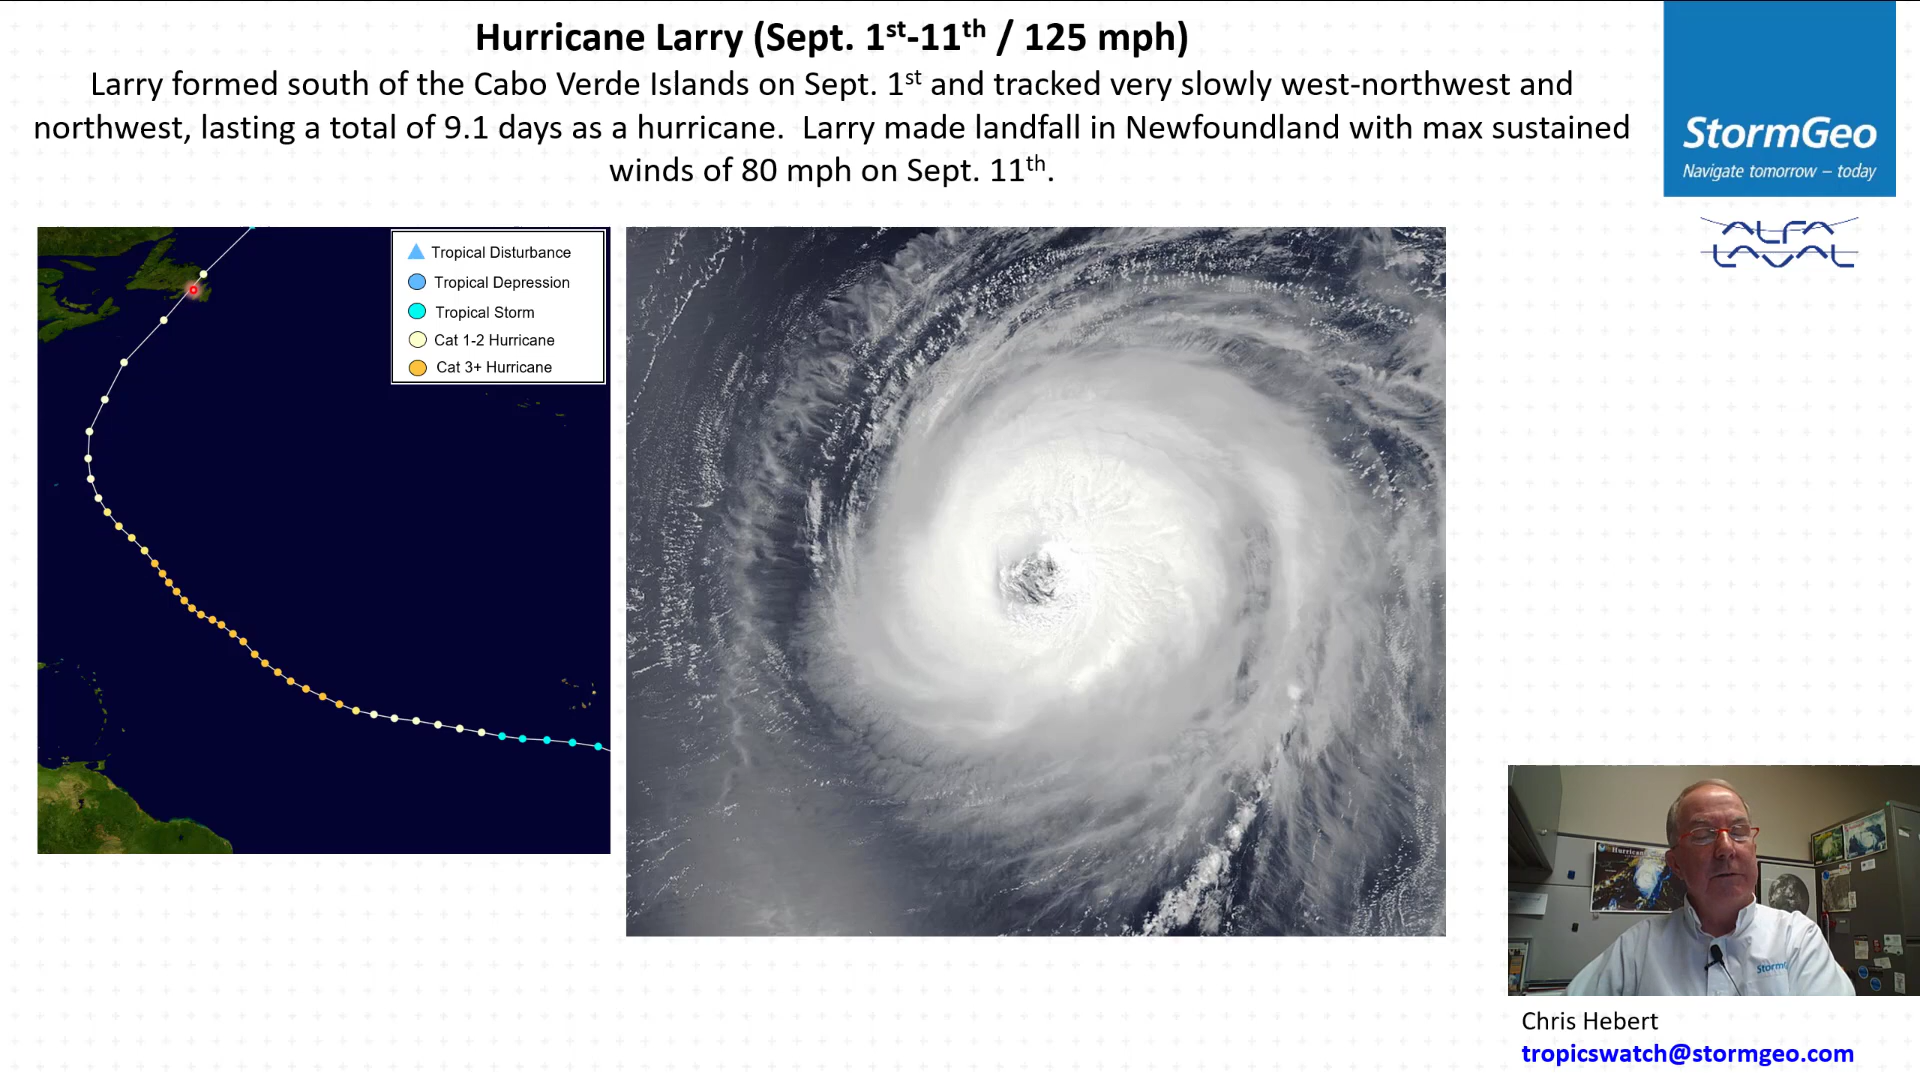 Hurricane Larry (Sept. 1st-11th / 125 mph)
Larry formed south of the Cabo Verde Islands on Sept. 1st and tracked very slowly west-northwest and
northwest, lasting a total of 9.1 days as a hurricane.  Larry made landfall in Newfoundland with max sustained
winds of 80 mph on Sept. 11th.
StormGeo
Navigate tomorrow – today
ALFA
LAVAL
Tropical Disturbance
Tropical Depression
Tropical Storm
Cat 1-2 Hurricane
Cat 3+ Hurricane
Chris Hebert
tropicswatch@stormgeo.com